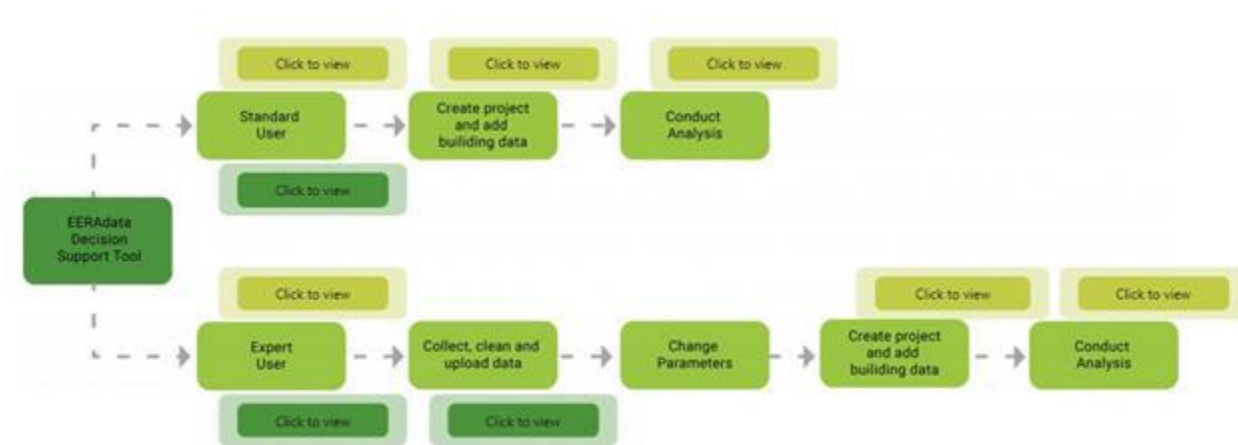 Click to view
Click to view
Click to view
Standard
User
Create project
and add
builiding data
Conduct
Analysis
Click to view
EERAdata
Decision
Support Tool
Click to view
Click to view
Click to view
Expert
User
Collect, clean and
upload data
Change
Parameters
Create project
and add
builiding data
Conduct
Analysis
Click to view
Click to view